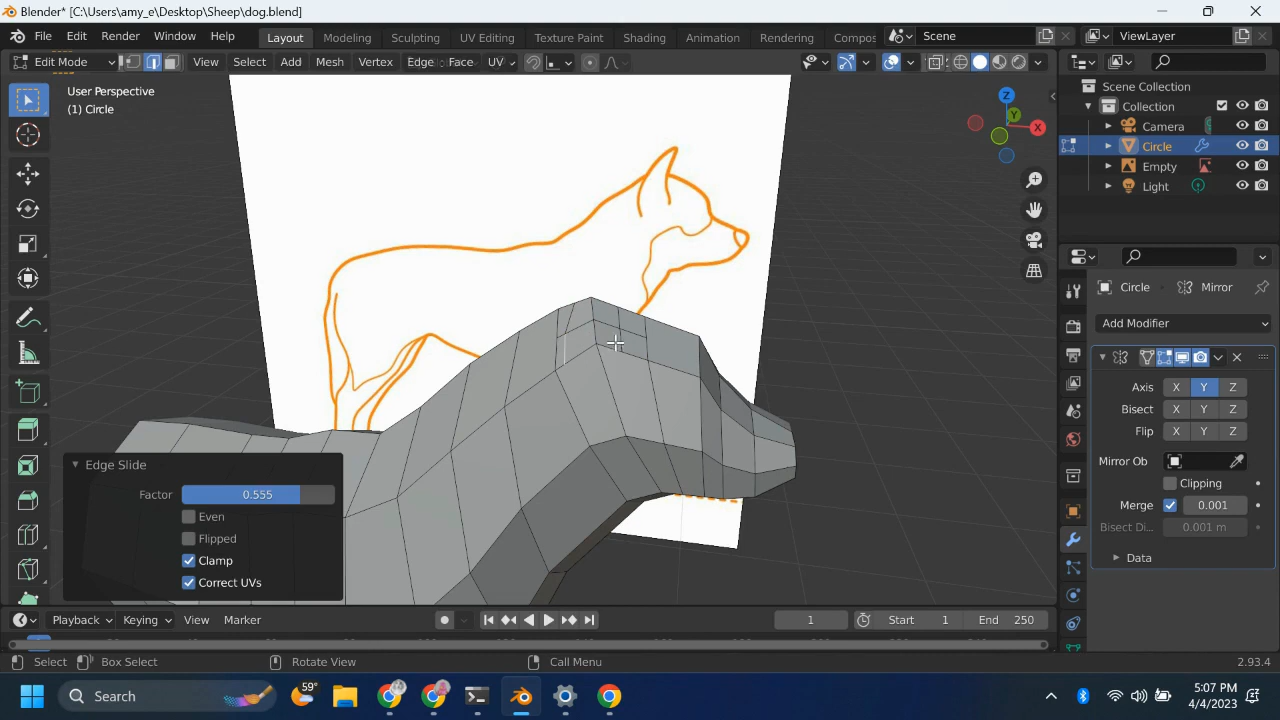 Blender* [C:\Users\amy_e\Desktop\Sheep\dog.blend]
File Edit Render Window Help Layout Modeling Sculpting UV Editing Texture Paint Shading Animation Rendering Compos Scene ViewLayer
Edit Mode View Select Add Mesh Vertex Edge Face UV
User Perspective
(1) Circle
Z
Y
X
Scene Collection
Collection
Camera
Circle
Empty
Light
Circle Mirror
Add Modifier
Axis X Y Z
Bisect X Y Z
Flip X Y Z
Mirror Ob
Clipping
Merge 0.001
Bisect Di... 0.001 m
Data
Edge Slide
Factor 0.555
Even
Flipped
Clamp
Correct UVs
Playback Keying View Marker 1 Start 1 End 250
Select Box Select Rotate View Call Menu 2.93.4
59°
Search
5:07 PM
4/4/2023